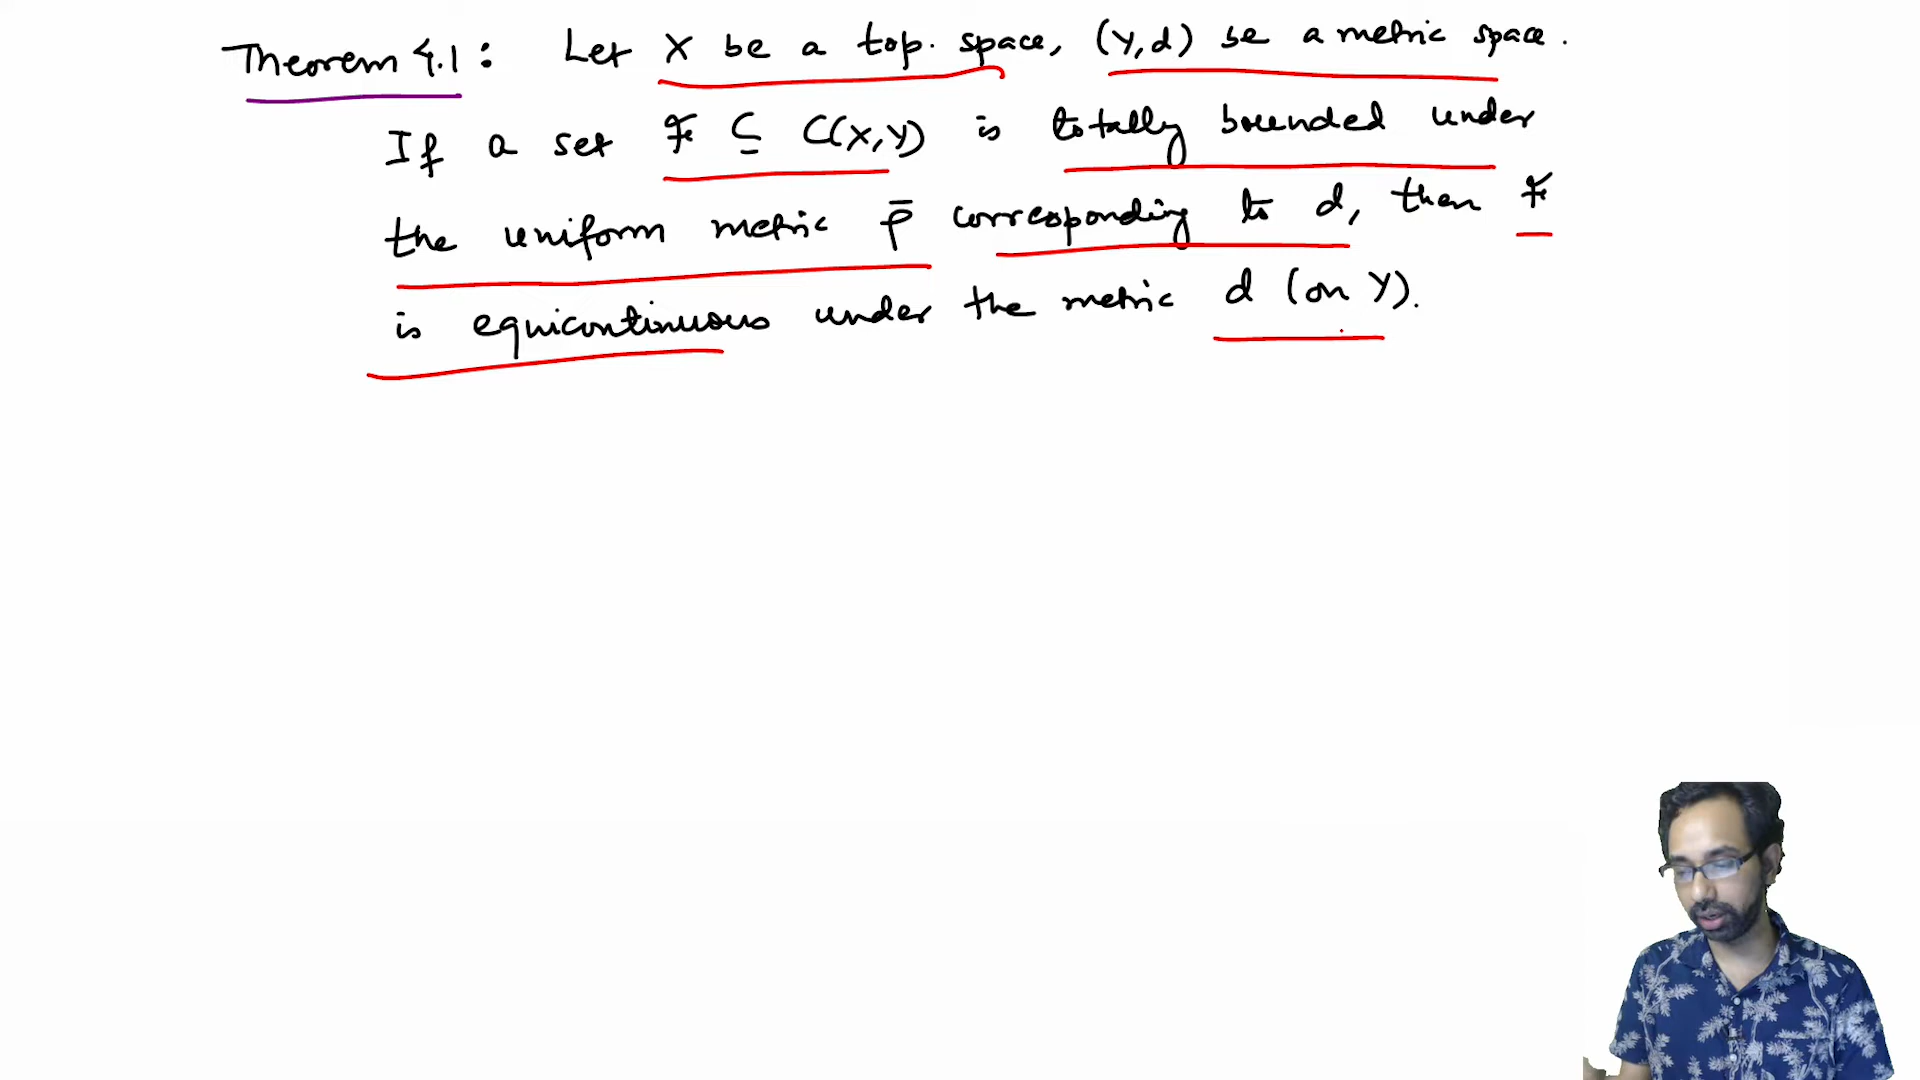 Theorem 4.1: Let X be a top. space, (Y,d) be a metric space.
If a set ℱ ⊆ C(X,Y) is totally bounded under
the uniform metric ρ̄ corresponding to d, then ℱ
is equicontinuous under the metric d (on Y).